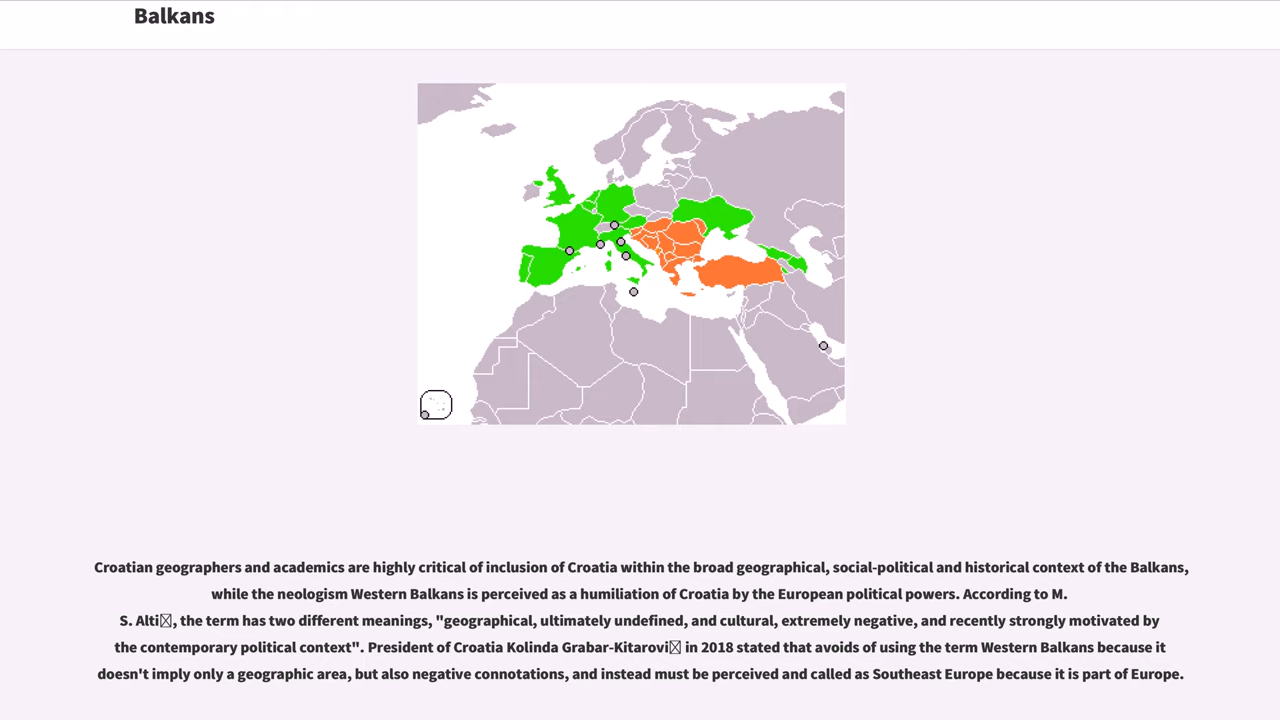 Balkans
Croatian geographers and academics are highly critical of inclusion of Croatia within the broad geographical, social-political and historical context of the Balkans,
while the neologism Western Balkans is perceived as a humiliation of Croatia by the European political powers. According to M.
S. Alti▯, the term has two different meanings, "geographical, ultimately undefined, and cultural, extremely negative, and recently strongly motivated by
the contemporary political context". President of Croatia Kolinda Grabar-Kitarovi▯ in 2018 stated that avoids of using the term Western Balkans because it
doesn't imply only a geographic area, but also negative connotations, and instead must be perceived and called as Southeast Europe because it is part of Europe.